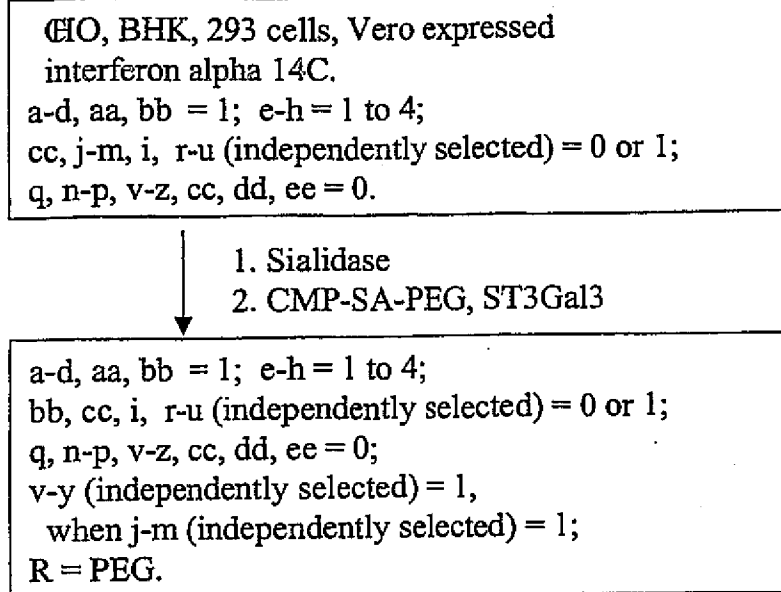 CHO, BHK, 293 cells, Vero expressed
interferon alpha 14C.
a-d, aa, bb = 1; e-h = 1 to 4;
cc, j-m, i, r-u (independently selected) = 0 or 1;
q, n-p, v-z, cc, dd, ee = 0.
1. Sialidase
2. CMP-SA-PEG, ST3Gal3
a-d, aa, bb = 1; e-h = 1 to 4;
bb, cc, i, r-u (independently selected) = 0 or 1;
q, n-p, v-z, cc, dd, ee = 0;
v-y (independently selected) = 1,
when j-m (independently selected) = 1;
R = PEG.